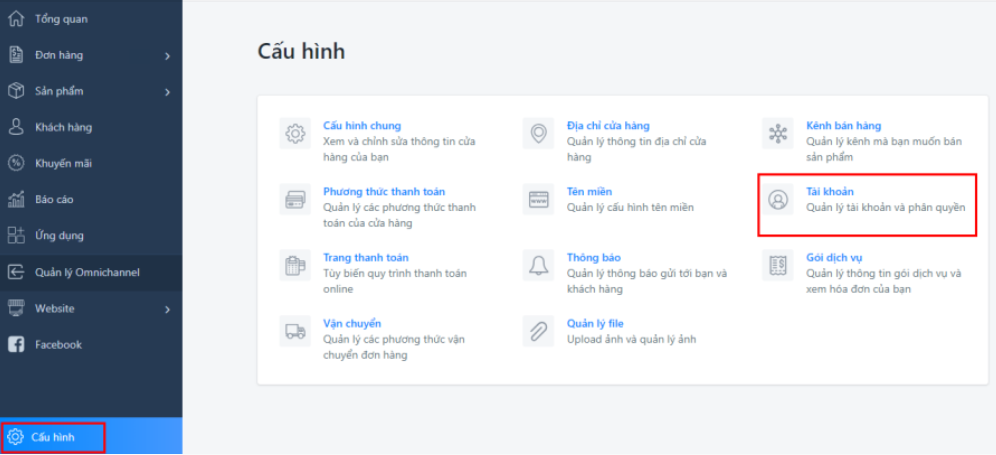 Tổng quan
Đơn hàng
Sản phẩm
Khách hàng
Khuyến mãi
Báo cáo
Ứng dụng
Quản lý Omnichannel
Website
Facebook
Cấu hình
Cấu hình
Cấu hình chung
Xem và chỉnh sửa thông tin cửa
hàng của bạn
Địa chỉ cửa hàng
Quản lý thông tin địa chỉ cửa
hàng
Kênh bán hàng
Quản lý kênh mà bạn muốn bán
sản phẩm
Phương thức thanh toán
Quản lý các phương thức thanh
toán của cửa hàng
Tên miền
Quản lý cấu hình tên miền
Tài khoản
Quản lý tài khoản và phân quyền
Trang thanh toán
Tùy biến quy trình thanh toán
online
Thông báo
Quản lý thông báo gửi tới bạn và
khách hàng
Gói dịch vụ
Quản lý thông tin gói dịch vụ và
xem hóa đơn của bạn
Vận chuyển
Quản lý các phương thức vận
chuyển đơn hàng
Quản lý file
Upload ảnh và quản lý ảnh